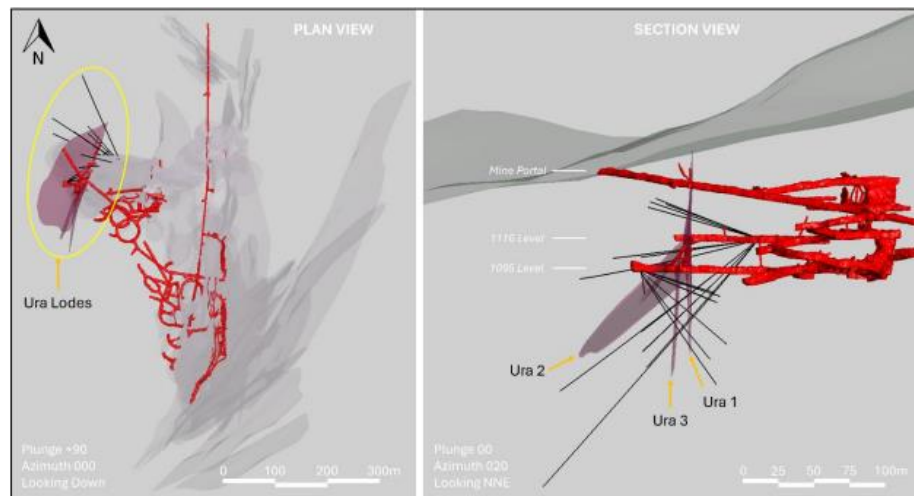 PLAN VIEW
N
Ura Lodes
Plunge +90
Azimuth 000
Looking Down
0 100 200 300m
SECTION VIEW
Mine Portal
1116 Level
1095 Level
Ura 2
Ura 3
Ura 1
Plunge 00
Azimuth 020
Looking NNE
0 25 50 75 100m